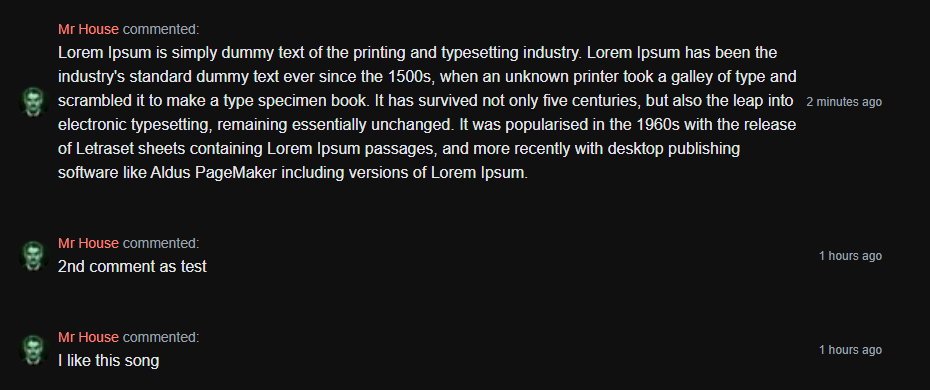 Mr House commented:
Lorem Ipsum is simply dummy text of the printing and typesetting industry. Lorem Ipsum has been the
industry's standard dummy text ever since the 1500s, when an unknown printer took a galley of type and
scrambled it to make a type specimen book. It has survived not only five centuries, but also the leap into
2 minutes ago
electronic typesetting, remaining essentially unchanged. It was popularised in the 1960s with the release
of Letraset sheets containing Lorem Ipsum passages, and more recently with desktop publishing
software like Aldus PageMaker including versions of Lorem Ipsum.
Mr House commented:
2nd comment as test
1 hours ago
Mr House commented:
I like this song
1 hours ago